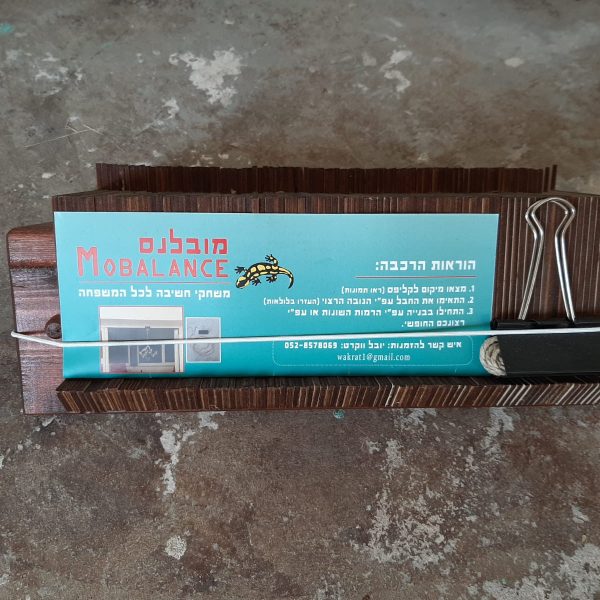 מובלנס
MOBALANCE
משחקי חשיבה לכל המשפחה
הוראות הרכבה:
1. מצאו מיקום לקליפס (ראו תמונות)
2. התאימו את החבל עפ״י הגובה הרצוי (העזרו בלולאות)
3. התחילו בבנייה עפ״י הרמות השונות או עפ״י
רצונכם החופשי.
איש קשר להזמנות: יובל ווקרט: 052-8578069
wakrat1@gmail.com